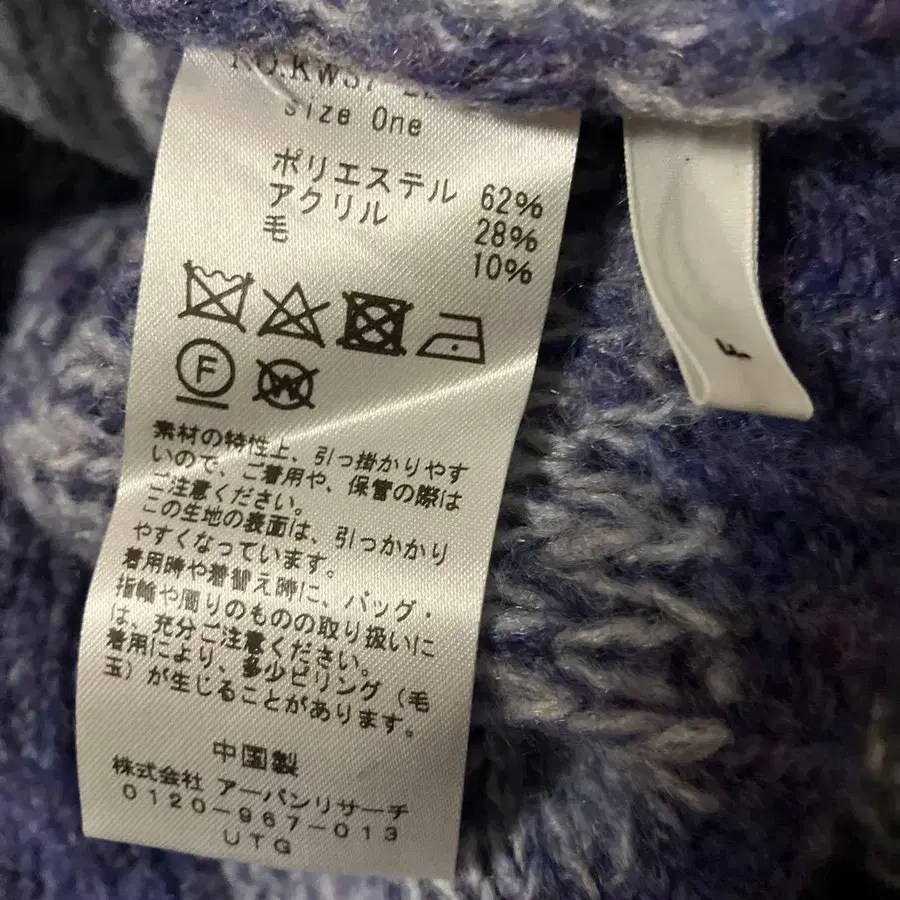 Size One
ポリエステル 62%
アクリル 28%
毛 10%
F
W
素材の特性上、引っ掛かりやす
いので、ご着用や、保管の際は
ご注意ください。
この生地の表面は、引っかかり
やすくなっています。
着用時や着替え時に、バッグ・
指輪や周りのものの取り扱いに
は、充分ご注意ください。
着用により、多少ピリング(毛
玉)が生じることがあります。
中国製
株式会社 アーバンリサーチ
0120-967-013
UTG
F